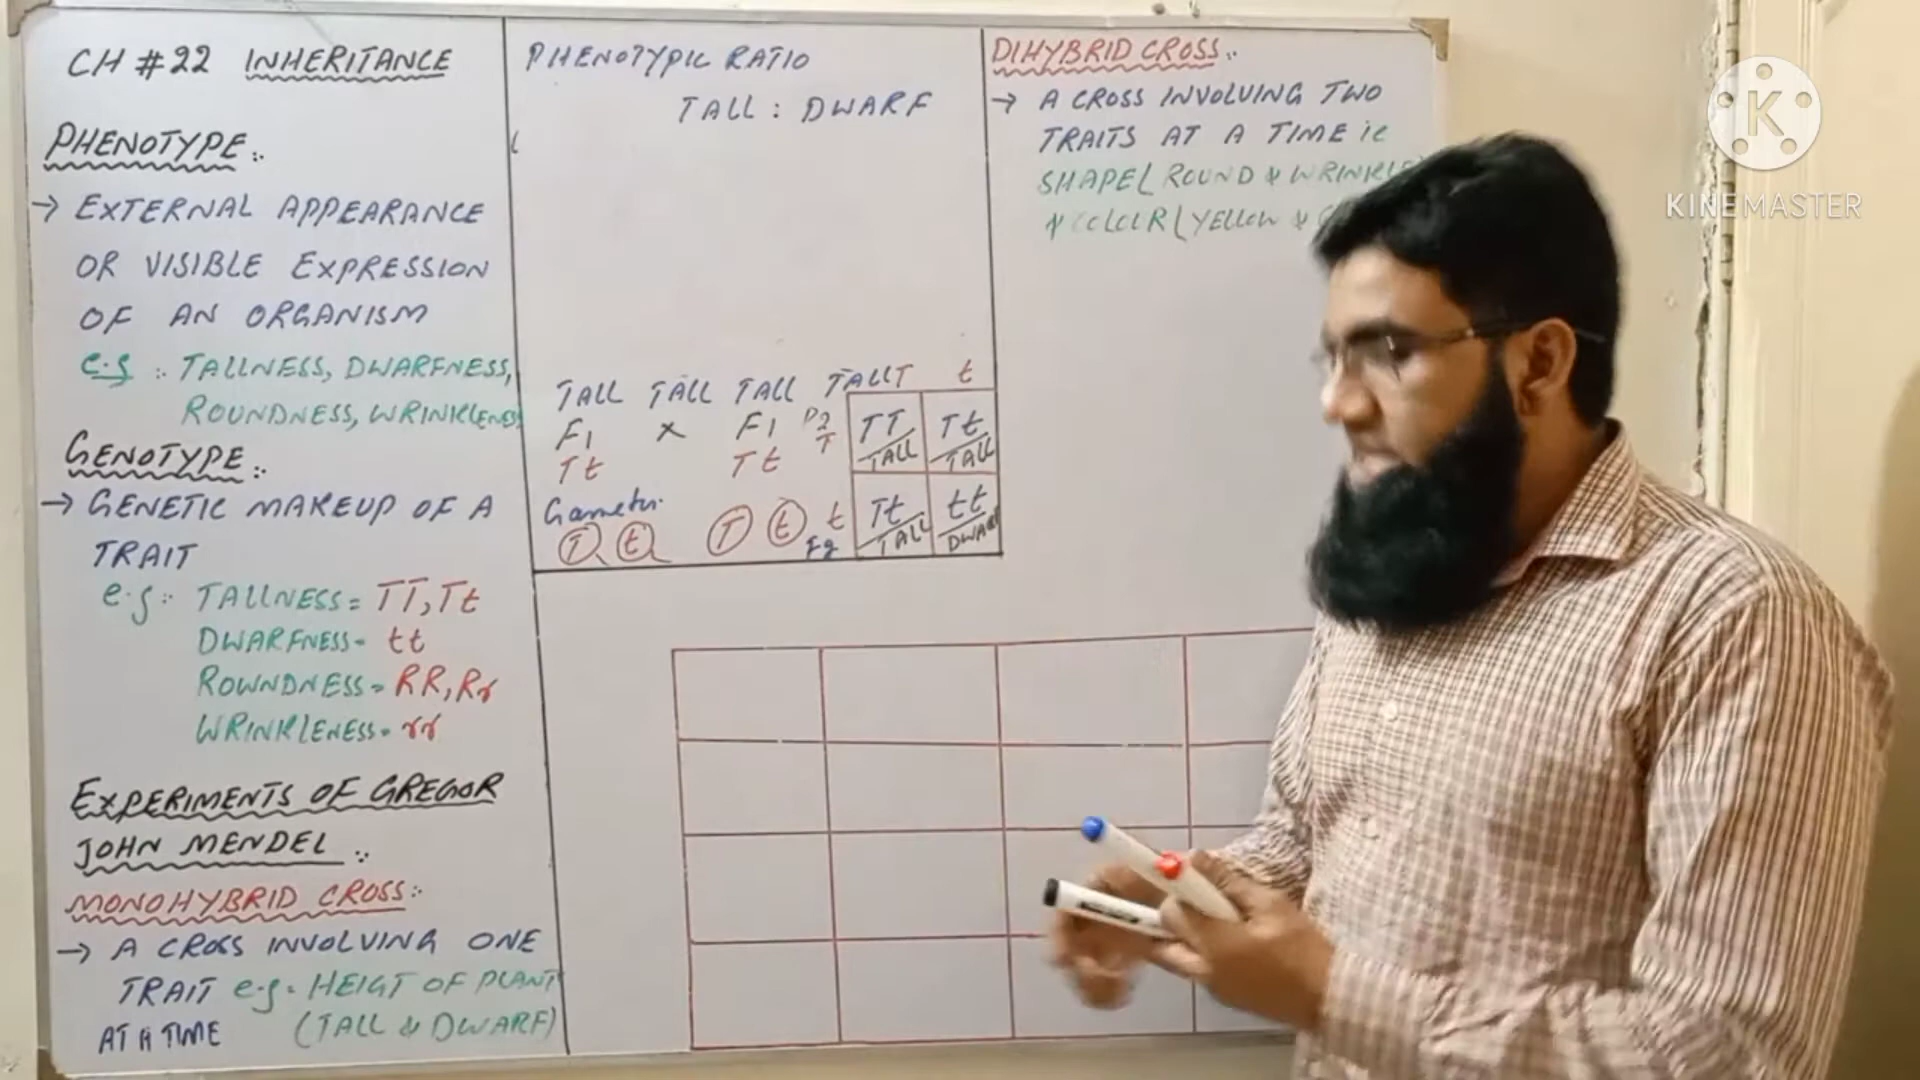 CH #22 INHERITANCE
PHENOTYPE :.
→ EXTERNAL APPEARANCE
OR VISIBLE EXPRESSION
OF AN ORGANISM
e.g :. TALLNESS, DWARFNESS,
ROUNDNESS, WRINKLENESS
GENOTYPE :.
→ GENETIC MAKEUP OF A
TRAIT
e.g :. TALLNESS = TT, Tt
DWARFNESS = tt
ROWNDNESS = RR, Rr
WRINKLENESS = rr
EXPERIMENTS OF GREGOR
JOHN MENDEL :.
MONOHYBRID CROSS :.
→ A CROSS INVOLVING ONE
TRAIT e.g = HEIGT OF PLANT
AT A TIME (TALL & DWARF)
PHENOTYPIC RATIO
TALL : DWARF
TALL TALL TALL TALL T t
F1 × F1 P2 T TT Tt
Tt Tt TALL TALL
Gametes t Tt tt
T t T t F2 TALL DWARF
DIHYBRID CROSS :.
→ A CROSS INVOLVING TWO
TRAITS AT A TIME ie
SHAPE( ROUND & WRINKLE
& COLOUR( YELLOW &
K
KINEMASTER